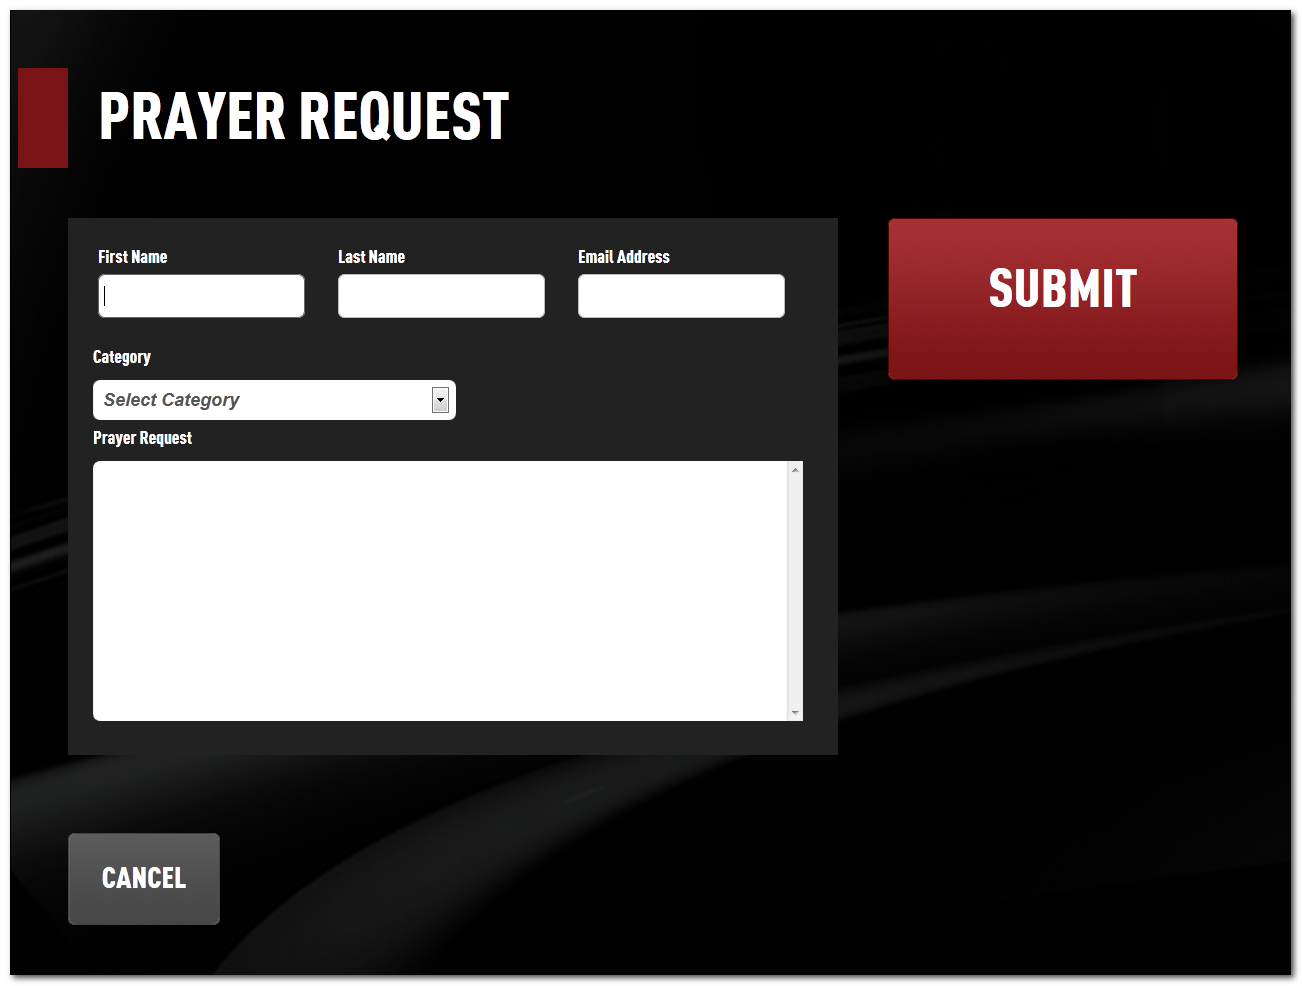 PRAYER REQUEST
First Name Last Name Email Address
SUBMIT
Category
Select Category
Prayer Request
CANCEL